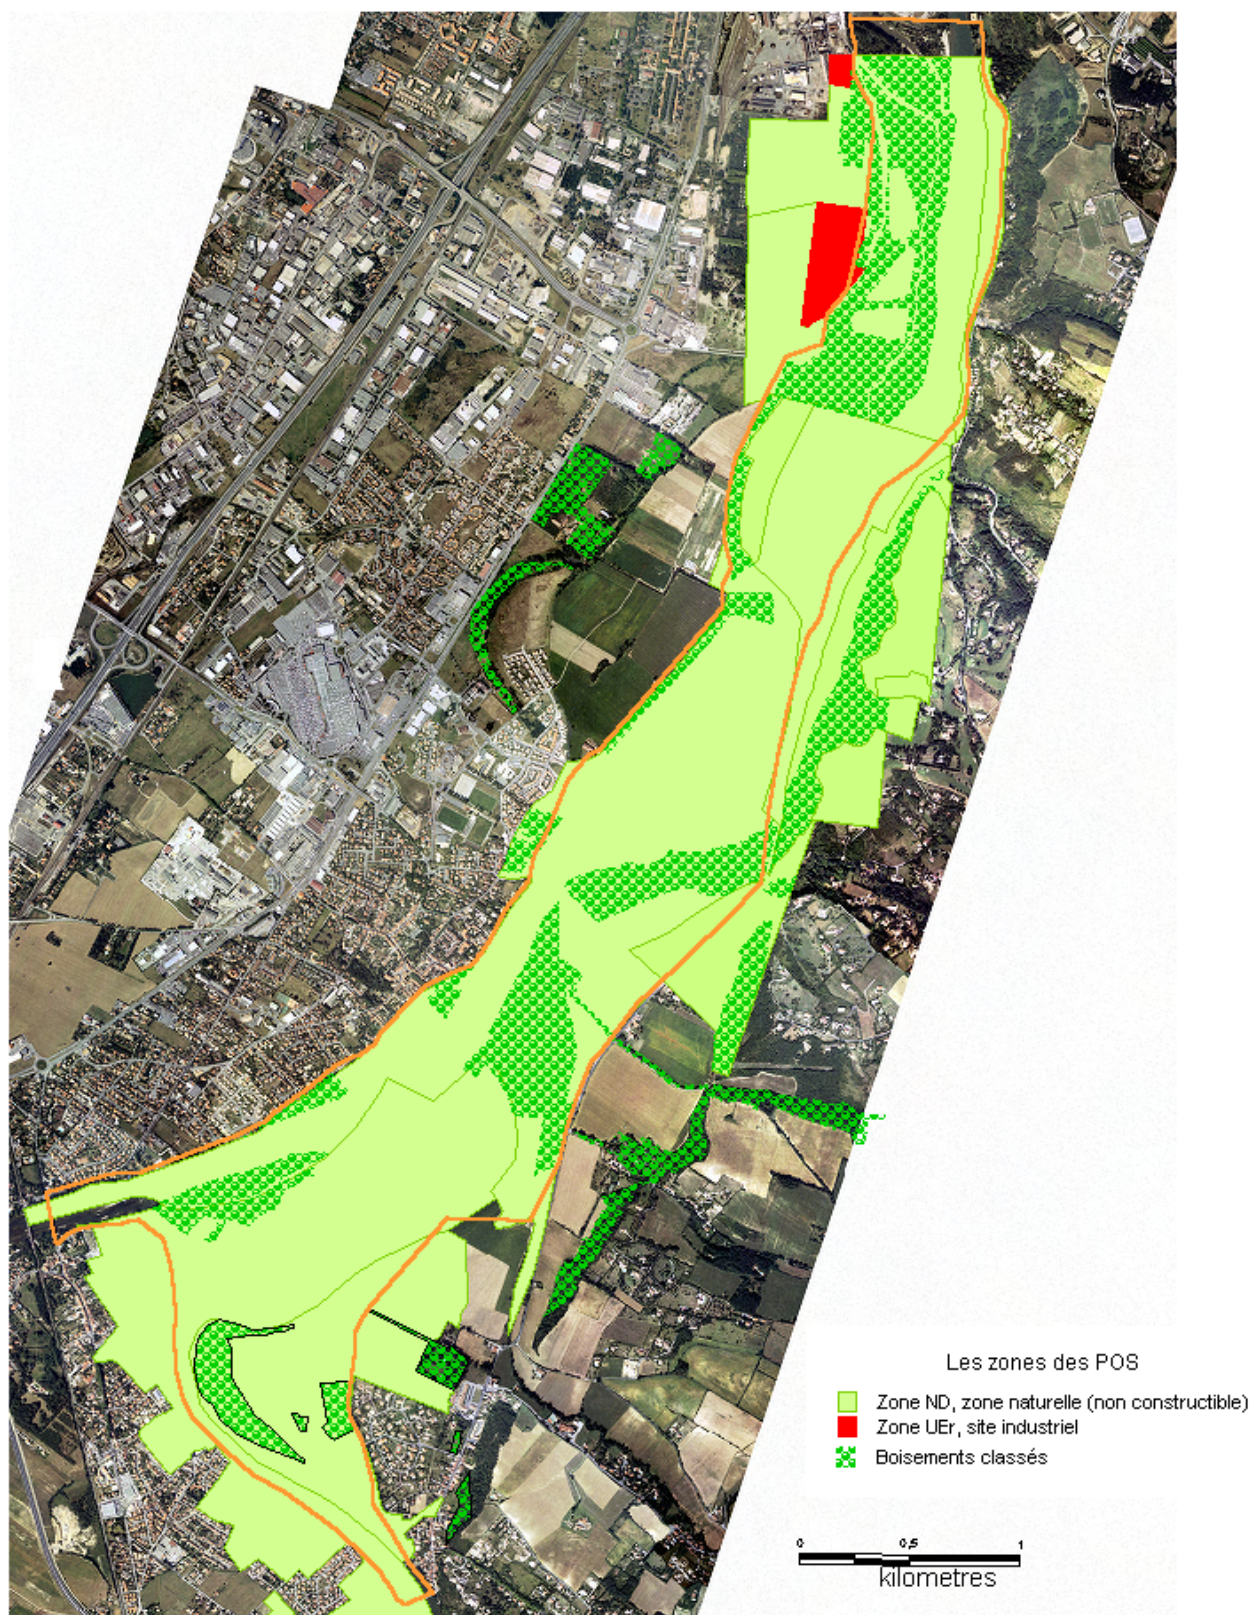 Les zones des POS
Zone ND, zone naturelle (non constructible)
Zone UEr, site industriel
Boisements classés
0 0,5 1
kilometres